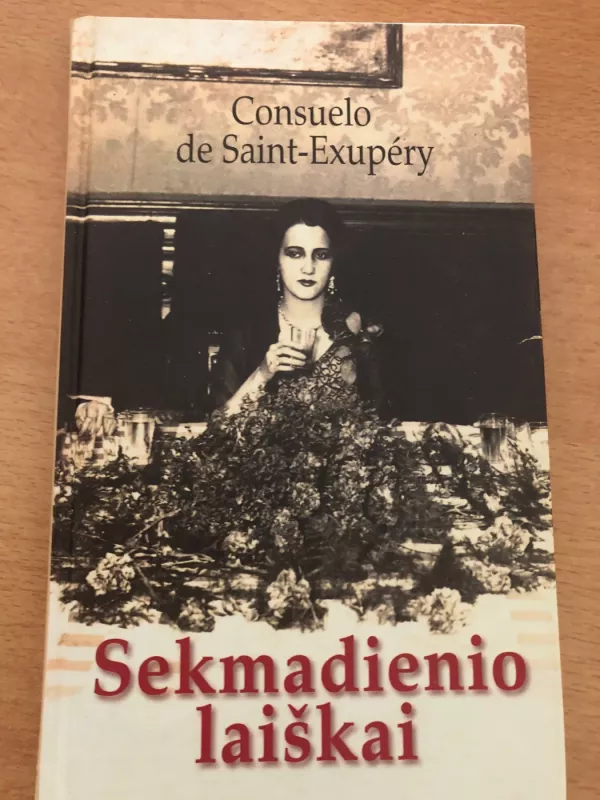 Consuelo
de Saint-Exupéry
Sekmadienio
laiškai